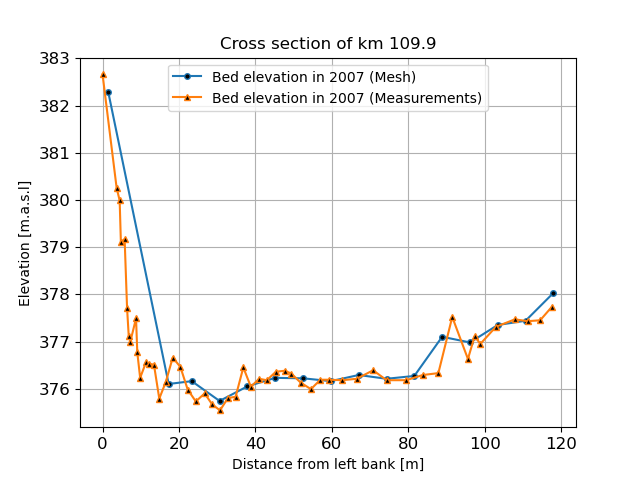 Cross section of km 109.9
Bed elevation in 2007 (Mesh)
Bed elevation in 2007 (Measurements)
Elevation [m.a.s.l]
383
382
381
380
379
378
377
376
0 20 40 60 80 100 120
Distance from left bank [m]